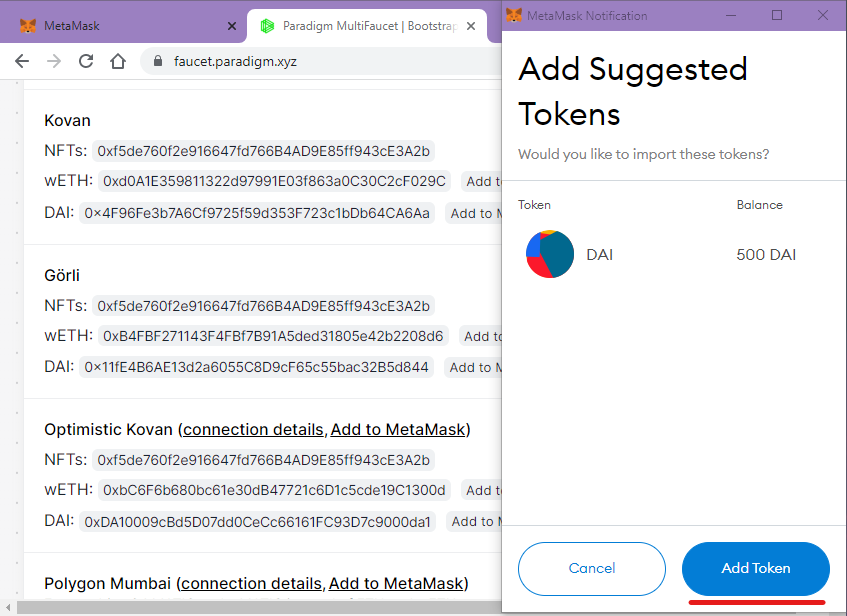 MetaMask
Paradigm MultiFaucet | Bootstrap
faucet.paradigm.xyz
Kovan
NFTs: 0xf5de760f2e916647fd766B4AD9E85ff943cE3A2b
wETH: 0xd0A1E359811322d97991E03f863a0C30C2cF029C Add to
DAI: 0x4F96Fe3b7A6Cf9725f59d353F723c1bDb64CA6Aa Add to M
Görli
NFTs: 0xf5de760f2e916647fd766B4AD9E85ff943cE3A2b
wETH: 0xB4FBF271143F4FBf7B91A5ded31805e42b2208d6 Add to
DAI: 0x11fE4B6AE13d2a6055C8D9cF65c55bac32B5d844 Add to M
Optimistic Kovan (connection details, Add to MetaMask)
NFTs: 0xf5de760f2e916647fd766B4AD9E85ff943cE3A2b
wETH: 0xbC6F6b680bc61e30dB47721c6D1c5cde19C1300d Add to
DAI: 0xDA10009cBd5D07dd0CeCc66161FC93D7c9000da1 Add to M
Polygon Mumbai (connection details, Add to MetaMask)
MetaMask Notification
Add Suggested
Tokens
Would you like to import these tokens?
Token Balance
DAI 500 DAI
Cancel Add Token